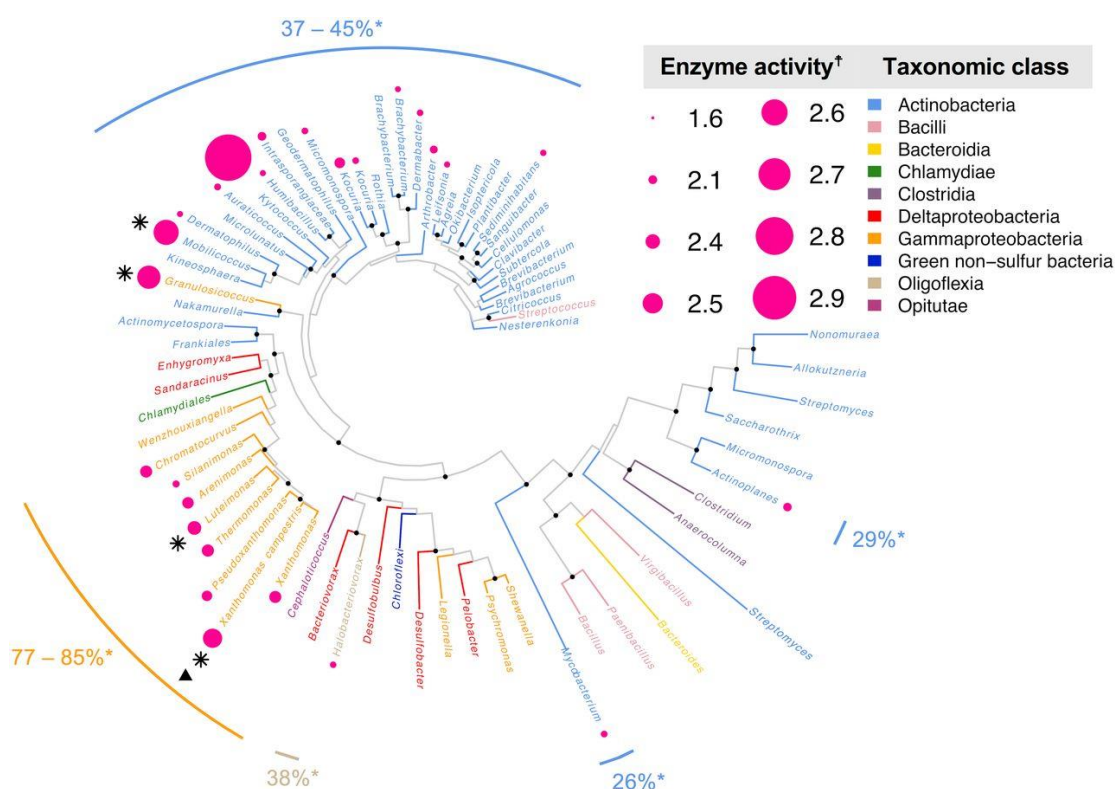 37 – 45%*
Enzyme activity†
Taxonomic class
1.6
2.6
2.1
2.7
2.4
2.8
2.5
2.9
Actinobacteria
Bacilli
Bacteroidia
Chlamydiae
Clostridia
Deltaproteobacteria
Gammaproteobacteria
Green non−sulfur bacteria
Oligoflexia
Opitutae
Nonomuraea
Allokutzneria
Streptomyces
Saccharothrix
Micromonospora
Actinoplanes
Clostridium
Anaerocolumna
Streptomyces
Virgibacillus
Bacteroides
Paenibacillus
Bacillus
Mycobacterium
Shewanella
Psychromonas
Pelobacter
Legionella
Desulfobacter
Chloroflexi
Desulfobulbus
Halobacteriovorax
Bacteriovorax
Cephaloticoccus
Xanthomonas
Xanthomonas campestris
Pseudoxanthomonas
Thermomonas
Luteimonas
Arenimonas
Silanimonas
Chromatocurvus
Wenzhouxiangella
Chlamydiales
Sandaracinus
Enhygromyxa
Frankiales
Actinomycetospora
Nakamurella
Granulosicoccus
Kineosphaera
Mobilicoccus
Dermatophilus
Microlunatus
Auraticoccus
Kytococcus
Humibacillus
Intrasporangiaceae
Geodermatophilus
Micromonospora
Kocuria
Kocuria
Rothia
Brachybacterium
Brachybacterium
Dermabacter
Arthrobacter
Leifsonia
Agreia
Oxibacterium
Isoptericola
Plantibacter
Sediminihabitans
Sanguibacter
Cellulomonas
Clavibacter
Subtercola
Brevibacterium
Agrococcus
Brevibacterium
Citricoccus
Streptococcus
Nesterenkonia
29%*
77 – 85%*
38%*
26%*